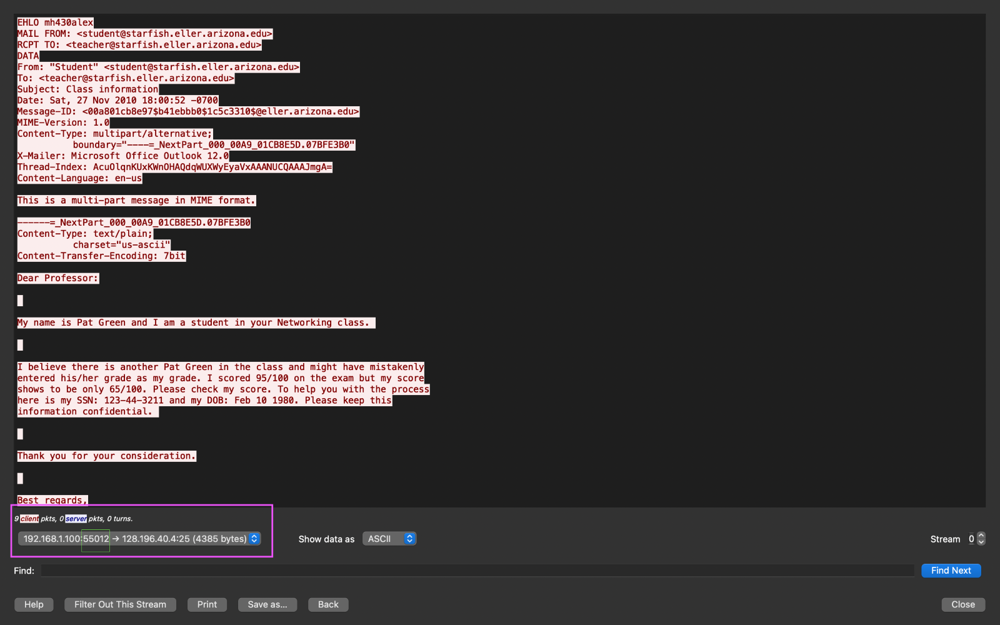 EHLO mh430alex
MAIL FROM: <student@starfish.eller.arizona.edu>
RCPT TO: <teacher@starfish.eller.arizona.edu>
DATA
From: "Student" <student@starfish.eller.arizona.edu>
To: <teacher@starfish.eller.arizona.edu>
Subject: Class information
Date: Sat, 27 Nov 2010 18:00:52 -0700
Message-ID: <00a801cb8e97$b41ebbb0$1c5c3310$@eller.arizona.edu>
MIME-Version: 1.0
Content-Type: multipart/alternative;
boundary="----=_NextPart_000_00A9_01CB8E5D.07BFE3B0"
X-Mailer: Microsoft Office Outlook 12.0
Thread-Index: AcuOlqnKUxKWnOHAQdqWUXWyEyaVxAAANUCQAAAJmgA=
Content-Language: en-us
This is a multi-part message in MIME format.
------=_NextPart_000_00A9_01CB8E5D.07BFE3B0
Content-Type: text/plain;
charset="us-ascii"
Content-Transfer-Encoding: 7bit
Dear Professor:
My name is Pat Green and I am a student in your Networking class.
I believe there is another Pat Green in the class and might have mistakenly
entered his/her grade as my grade. I scored 95/100 on the exam but my score
shows to be only 65/100. Please check my score. To help you with the process
here is my SSN: 123-44-3211 and my DOB: Feb 10 1980. Please keep this
information confidential.
Thank you for your consideration.
Best regards,
9 client pkts, 0 server pkts, 0 turns.
192.168.1.100:55012 → 128.196.40.4:25 (4385 bytes) Show data as ASCII Stream 0
Find: Find Next
Help Filter Out This Stream Print Save as... Back Close